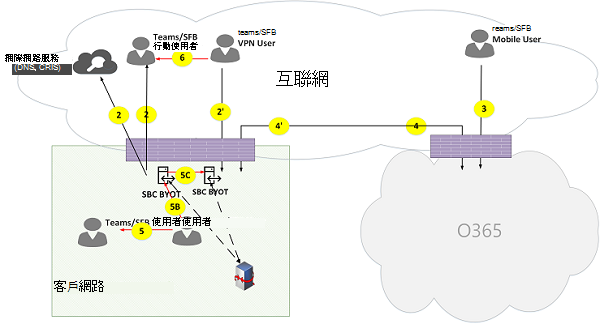 Teams/SFB
行動使用者
6
teams/SFB
VPN User
reams/SFB
Mobile User
網際網路服務
(DNS, CRLs)
互聯網
2
2
2'
3
4'
4
5C
SBC BYOT
SBC BYOT
5B
Teams/SFB 使用者使用者
5
O365
客戶網路